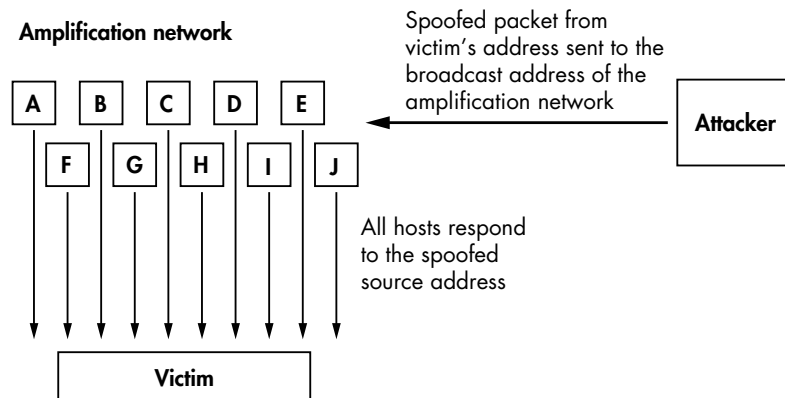 Amplification network
Spoofed packet from
victim’s address sent to the
broadcast address of the
amplification network
Attacker
A B C D E
F G H I J
All hosts respond
to the spoofed
source address
Victim